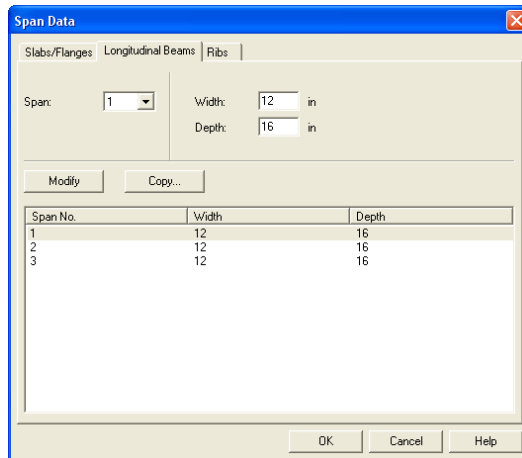 Span Data
Slabs/Flanges Longitudinal Beams Ribs
Span: 1 Width: 12 in
Depth: 16 in
Modify Copy...
Span No. Width Depth
1 12 16
2 12 16
3 12 16
OK Cancel Help